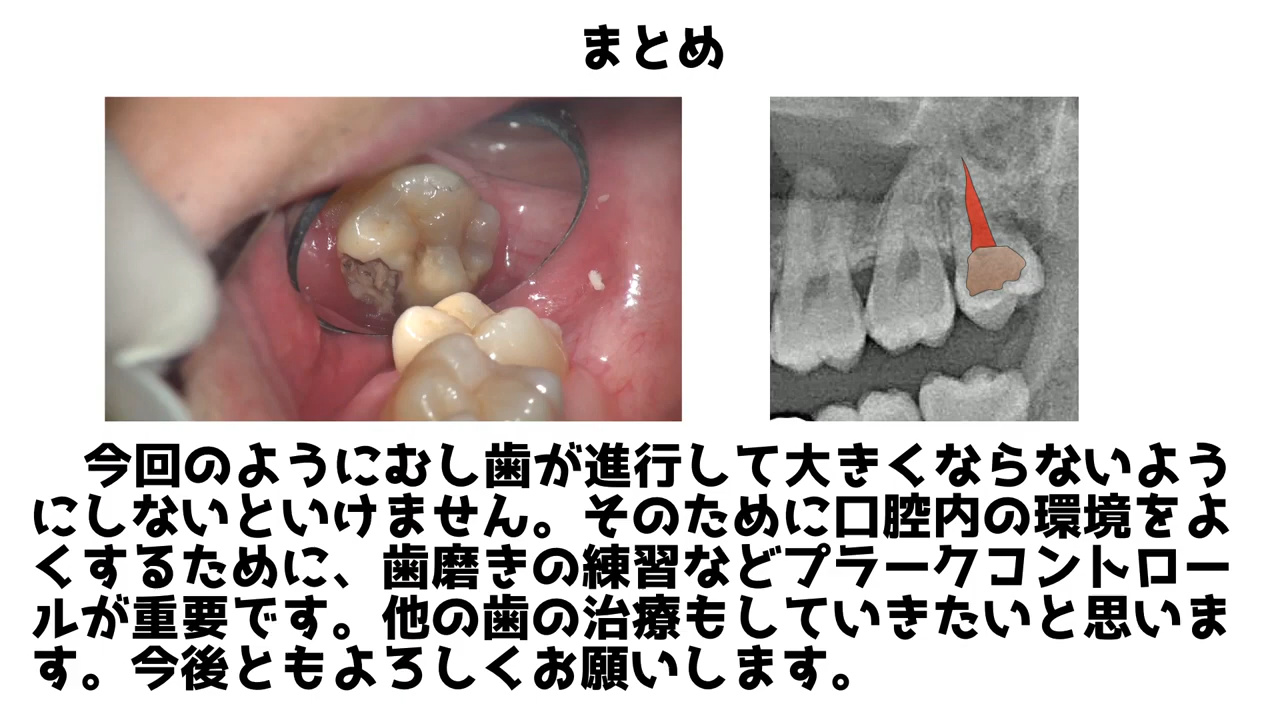 まとめ
今回のようにむし歯が進行して大きくならないよう
にしないといけません。そのために口腔内の環境をよ
くするために、歯磨きの練習などプラークコントロー
ルが重要です。他の歯の治療もしていきたいと思いま
す。今後ともよろしくお願いします。